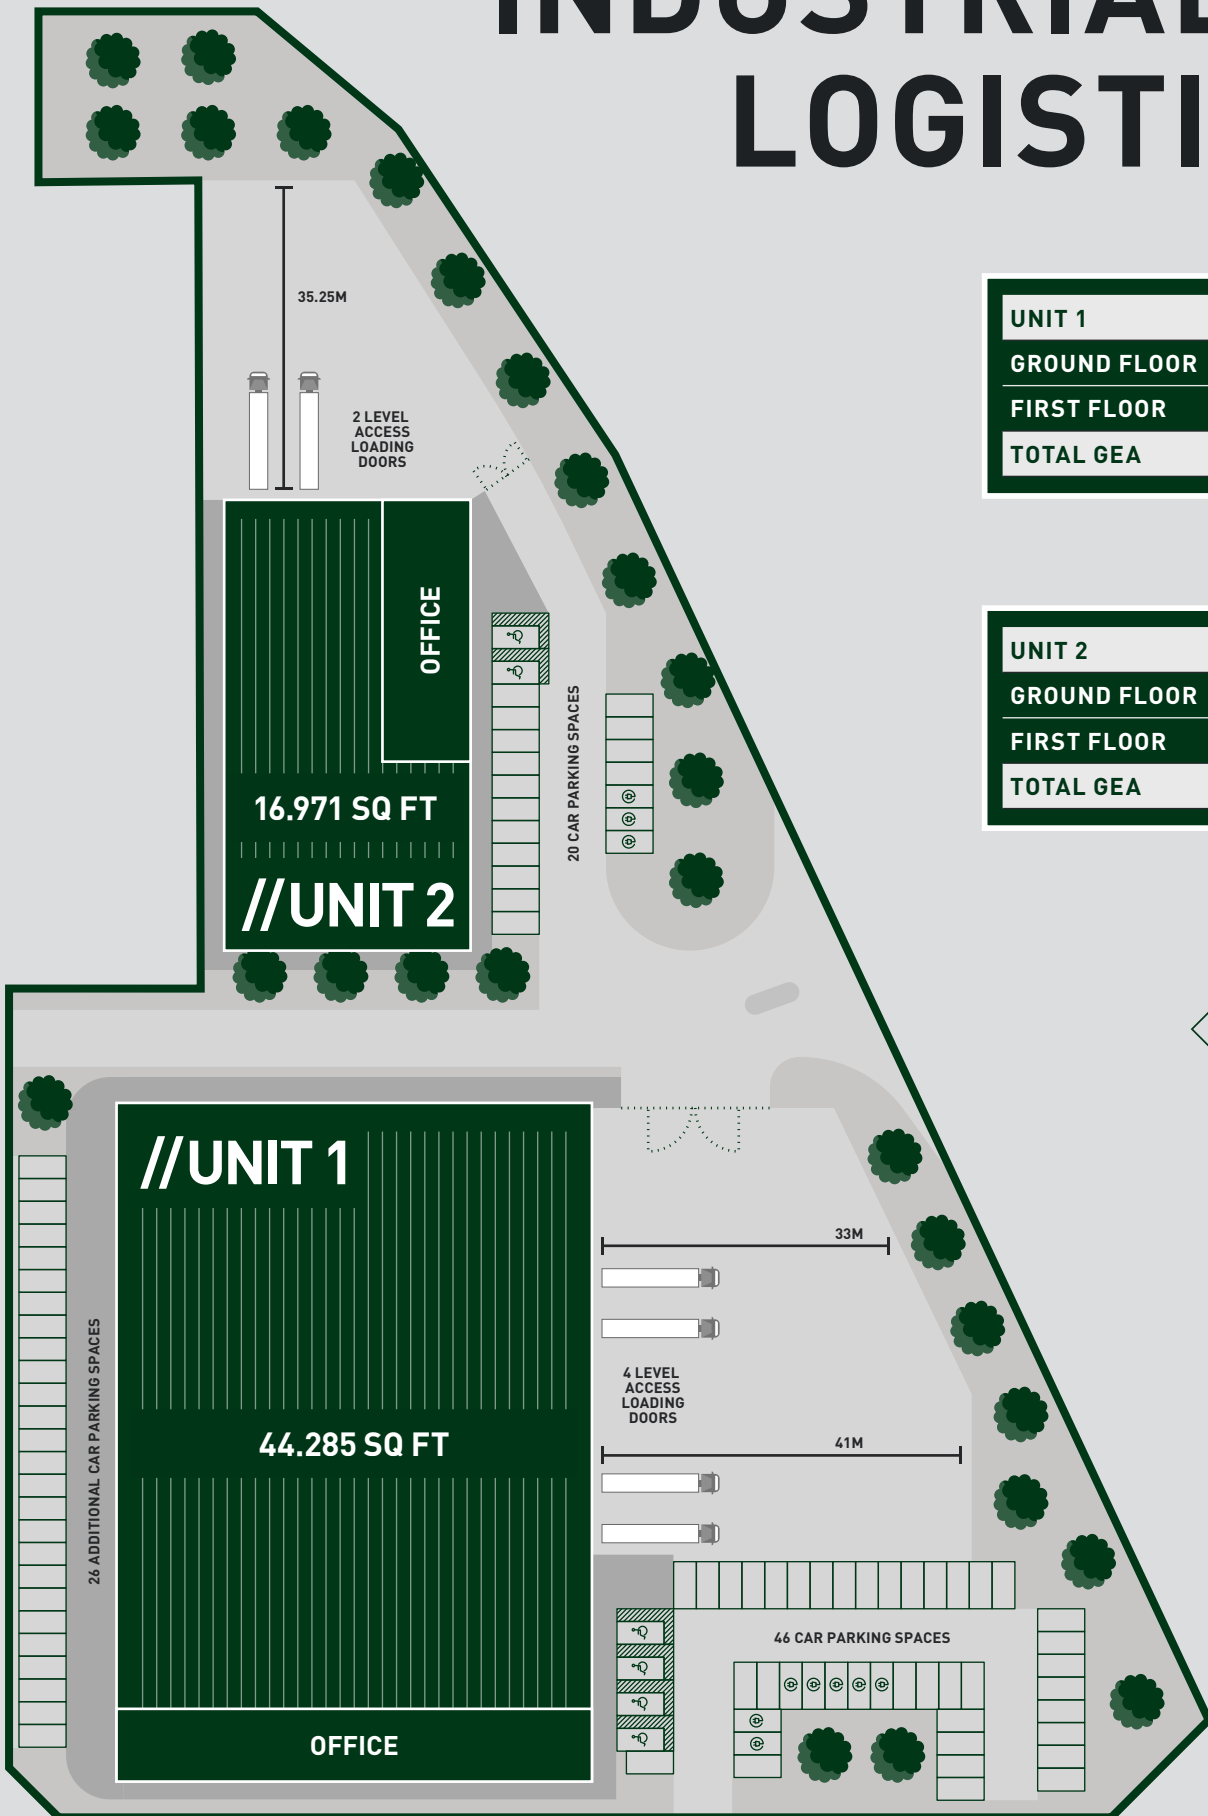 INDUSTRIAL
LOGISTI
35.25M
2 LEVEL
ACCESS
LOADING
DOORS
UNIT 1
GROUND FLOOR
FIRST FLOOR
TOTAL GEA
OFFICE
20 CAR PARKING SPACES
16.971 SQ FT
//UNIT 2
UNIT 2
GROUND FLOOR
FIRST FLOOR
TOTAL GEA
//UNIT 1
33M
4 LEVEL
ACCESS
LOADING
DOORS
41M
44.285 SQ FT
26 ADDITIONAL CAR PARKING SPACES
46 CAR PARKING SPACES
OFFICE